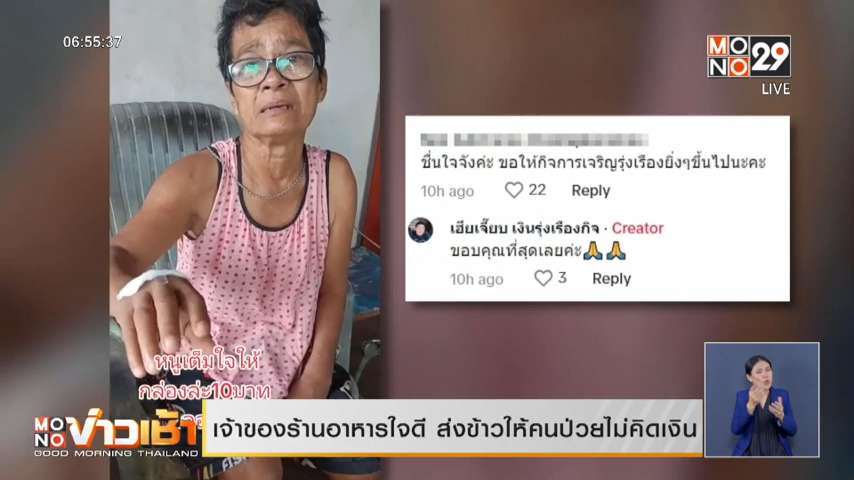 06:55:37
MONO
29
LIVE
ชื่นใจจังค่ะ ขอให้กิจการเจริญรุ่งเรืองยิ่งๆขึ้นไปนะคะ
10h ago 22 Reply
เฮียเจี๊ยบ เงินรุ่งเรืองกิจ · Creator
ขอบคุณที่สุดเลยค่ะ🙏🙏
10h ago 3 Reply
หนูเต็มใจให้
กล่องล่ะ10บาท
MONO ข่าวเช้า
GOOD MORNING THAILAND
เจ้าของร้านอาหารใจดี ส่งข้าวให้คนป่วยไม่คิดเงิน